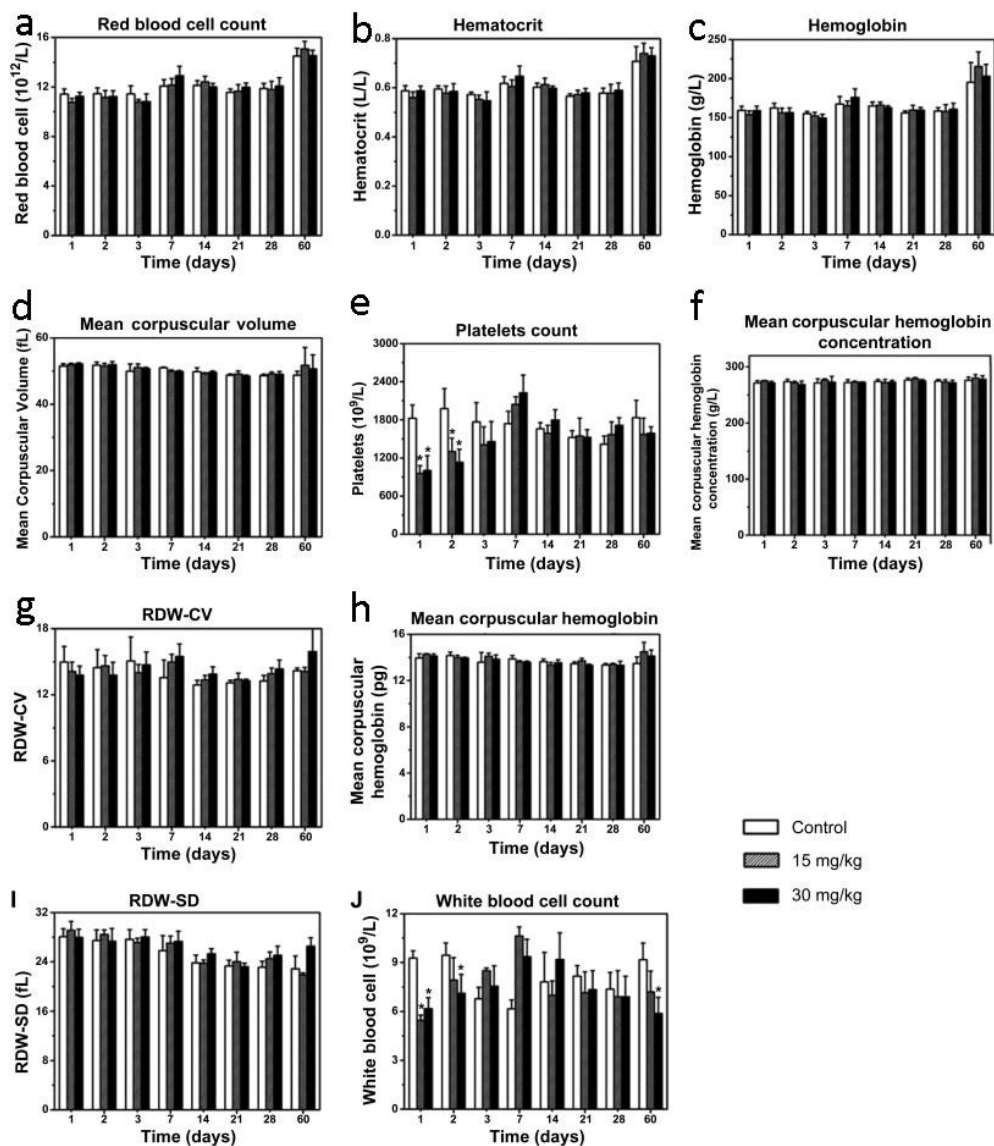 a
Red blood cell count
Red blood cell (10¹²/L)
16
12
8
4
0
1 2 3 7 14 21 28 60
Time (days)
b
Hematocrit
Hematocrit (L/L)
0.8
0.6
0.4
0.2
0.0
1 2 3 7 14 21 28 60
Time (days)
c
Hemoglobin
Hemoglobin (g/L)
250
200
150
100
50
0
1 2 3 7 14 21 28 60
Time (days)
d
Mean corpuscular volume
Mean Corpuscular Volume (fL)
60
40
20
0
1 2 3 7 14 21 28 60
Time (days)
e
Platelets count
Platelets (10⁹/L)
3000
2400
1800
1200
600
0
* *
* *
1 2 3 7 14 21 28 60
Time (days)
f
Mean corpuscular hemoglobin
concentration
Mean corpuscular hemoglobin
concentration (g/L)
270
180
90
0
1 2 3 7 14 21 28 60
Time (days)
g
RDW-CV
RDW-CV
18
15
12
9
6
3
0
1 2 3 7 14 21 28 60
Time (days)
h
Mean corpuscular hemoglobin
Mean corpuscular
hemoglobin (pg)
16
12
8
4
0
1 2 3 7 14 21 28 60
Time (days)
Control
15 mg/kg
30 mg/kg
I
RDW-SD
RDW-SD (fL)
32
24
16
8
0
1 2 3 7 14 21 28 60
Time (days)
J
White blood cell count
White blood cell (10⁹/L)
12
9
6
3
0
* *
*
*
1 2 3 7 14 21 28 60
Time (days)